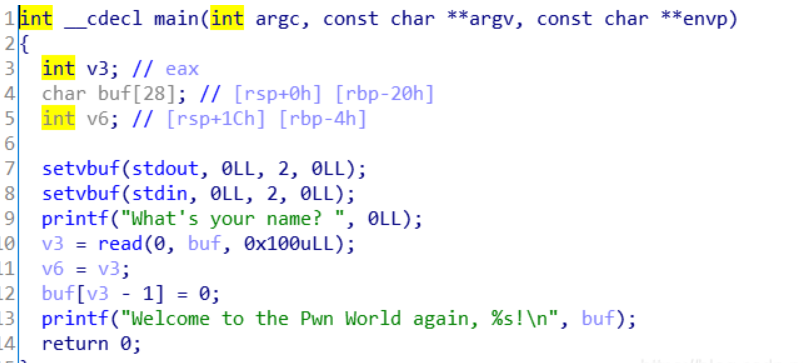 1 int __cdecl main(int argc, const char **argv, const char **envp)
2 {
3 int v3; // eax
4 char buf[28]; // [rsp+0h] [rbp-20h]
5 int v6; // [rsp+1Ch] [rbp-4h]
6
7 setvbuf(stdout, 0LL, 2, 0LL);
8 setvbuf(stdin, 0LL, 2, 0LL);
9 printf("What's your name? ", 0LL);
10 v3 = read(0, buf, 0x100uLL);
11 v6 = v3;
12 buf[v3 - 1] = 0;
13 printf("Welcome to the Pwn World again, %s!\n", buf);
14 return 0;